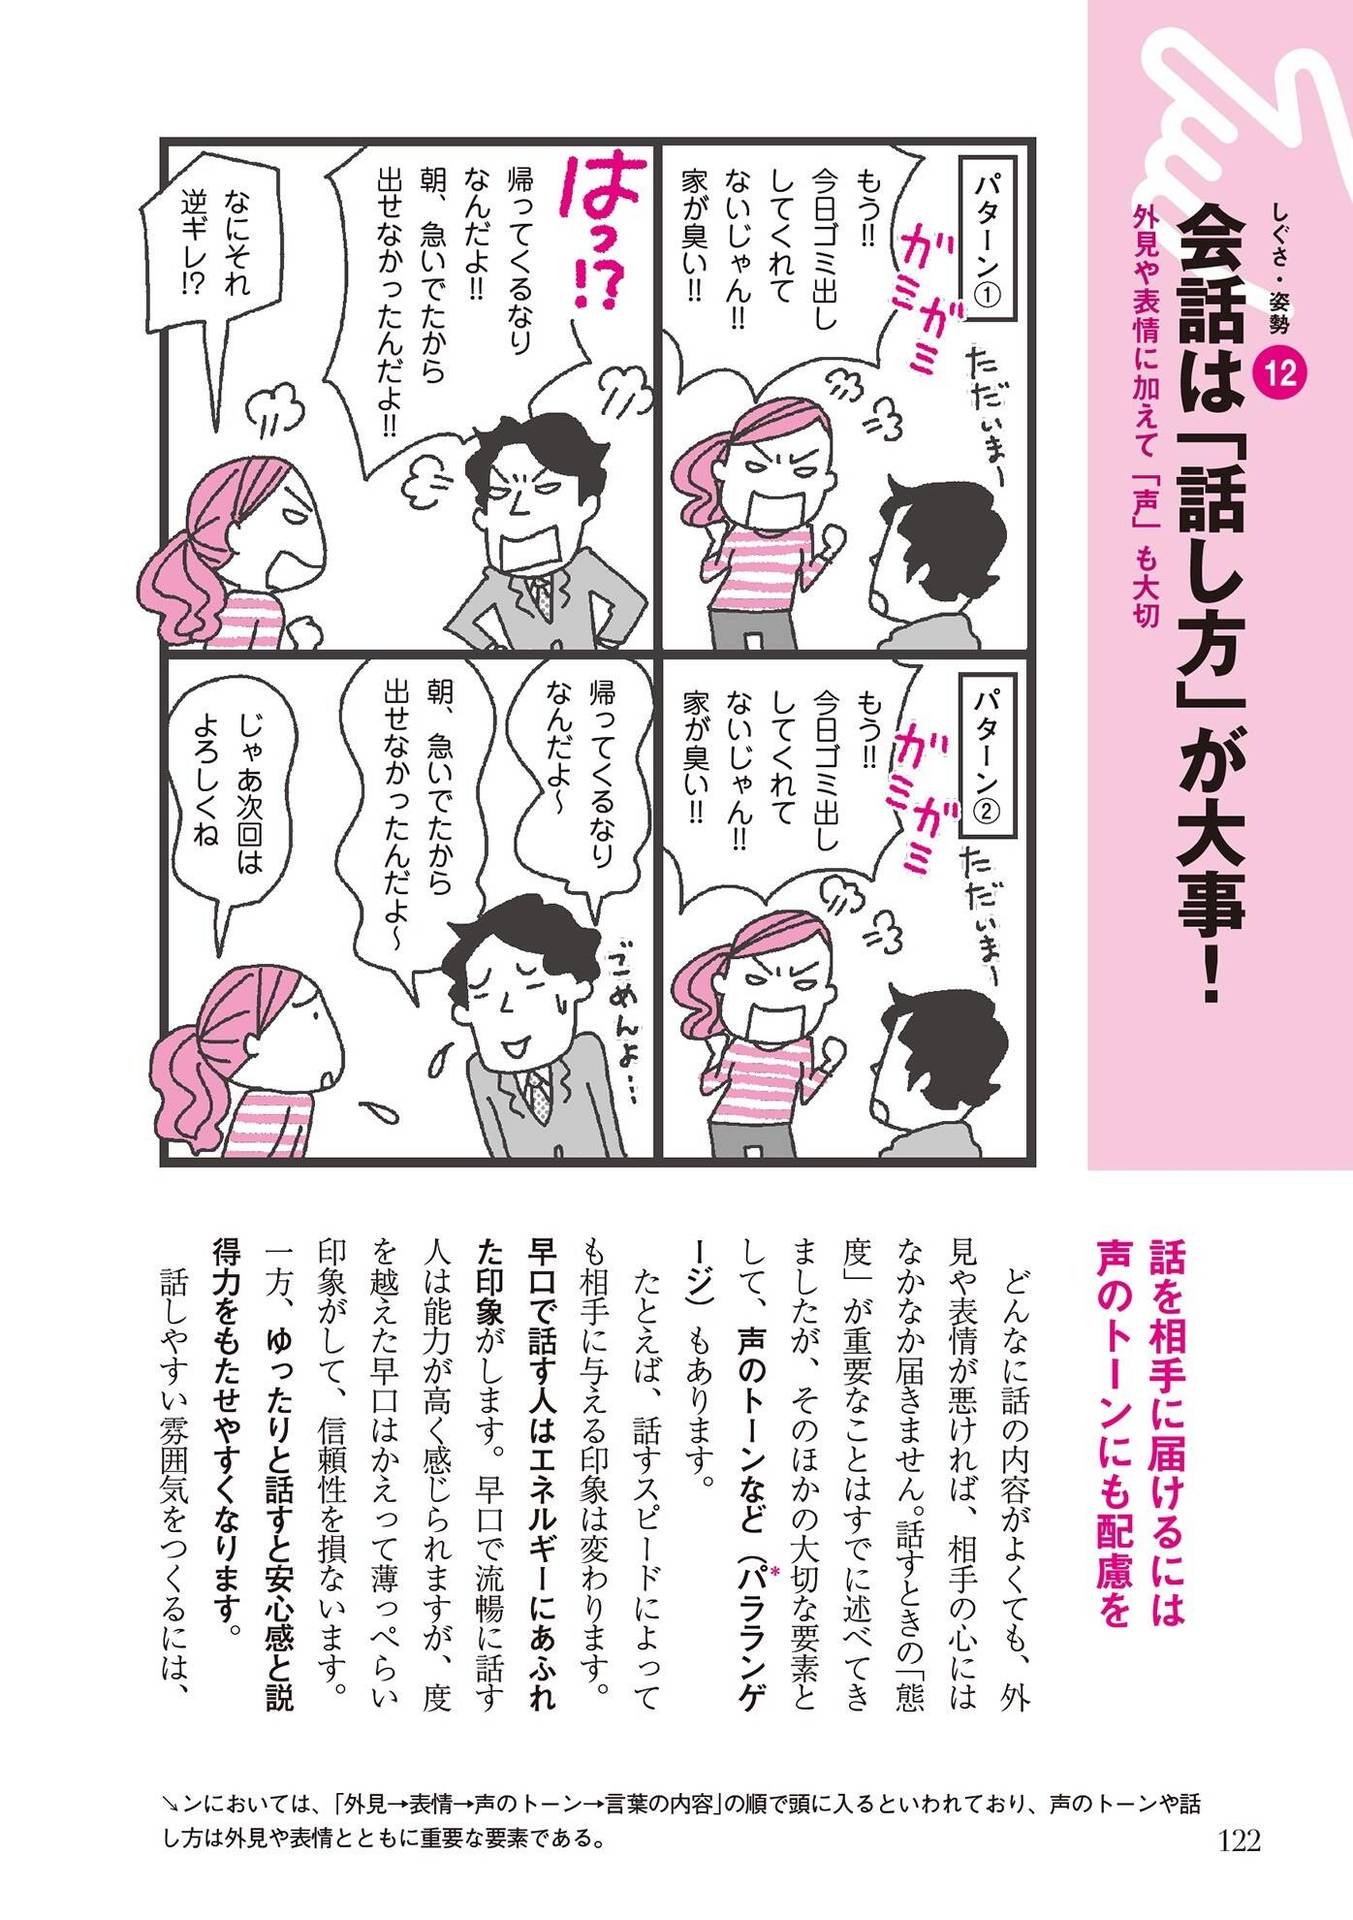 しぐさ・姿勢
12
会話は「話し方」が大事！
外見や表情に加えて「声」も大切
パターン①
ただいまー
ガミガミ
もう!!
今日ゴミ出し
してくれて
ないじゃん!!
家が臭い!!
はっ!?
帰ってくるなり
なんだよ!!
朝、急いでたから
出せなかったんだよ!!
なにそれ
逆ギレ!?
パターン②
ただいまー
ガミガミ
もう!!
今日ゴミ出し
してくれて
ないじゃん!!
家が臭い!!
帰ってくるなり
なんだよ〜
朝、急いでたから
出せなかったんだよ〜
ごめんよ…
じゃあ次回は
よろしくね
話を相手に届けるには
声のトーンにも配慮を
どんなに話の内容がよくても、外
見や表情が悪ければ、相手の心には
なかなか届きません。話すときの「態
度」が重要なことはすでに述べてき
ましたが、そのほかの大切な要素と
して、声のトーンなど（パラランゲ*
ージ）もあります。
たとえば、話すスピードによって
も相手に与える印象は変わります。
早口で話す人はエネルギーにあふれ
た印象がします。早口で流暢に話す
人は能力が高く感じられますが、度
を越えた早口はかえって薄っぺらい
印象がして、信頼性を損ないます。
一方、ゆったりと話すと安心感と説
得力をもたせやすくなります。
話しやすい雰囲気をつくるには、
↘ンにおいては、「外見→表情→声のトーン→言葉の内容」の順で頭に入るといわれており、声のトーンや話
し方は外見や表情とともに重要な要素である。
122